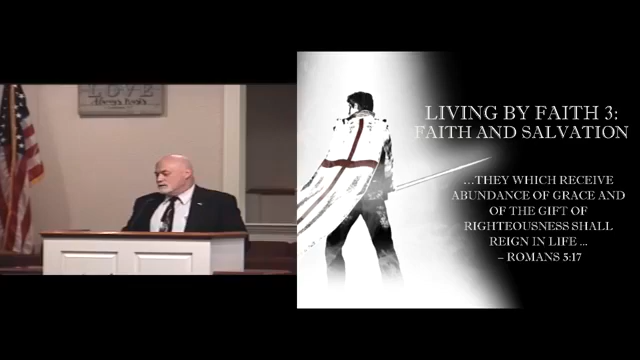 LOVE
LIVING BY FAITH 3:
FAITH AND SALVATION
...THEY WHICH RECEIVE
ABUNDANCE OF GRACE AND
OF THE GIFT OF
RIGHTEOUSNESS SHALL
REIGN IN LIFE ...
– ROMANS 5:17